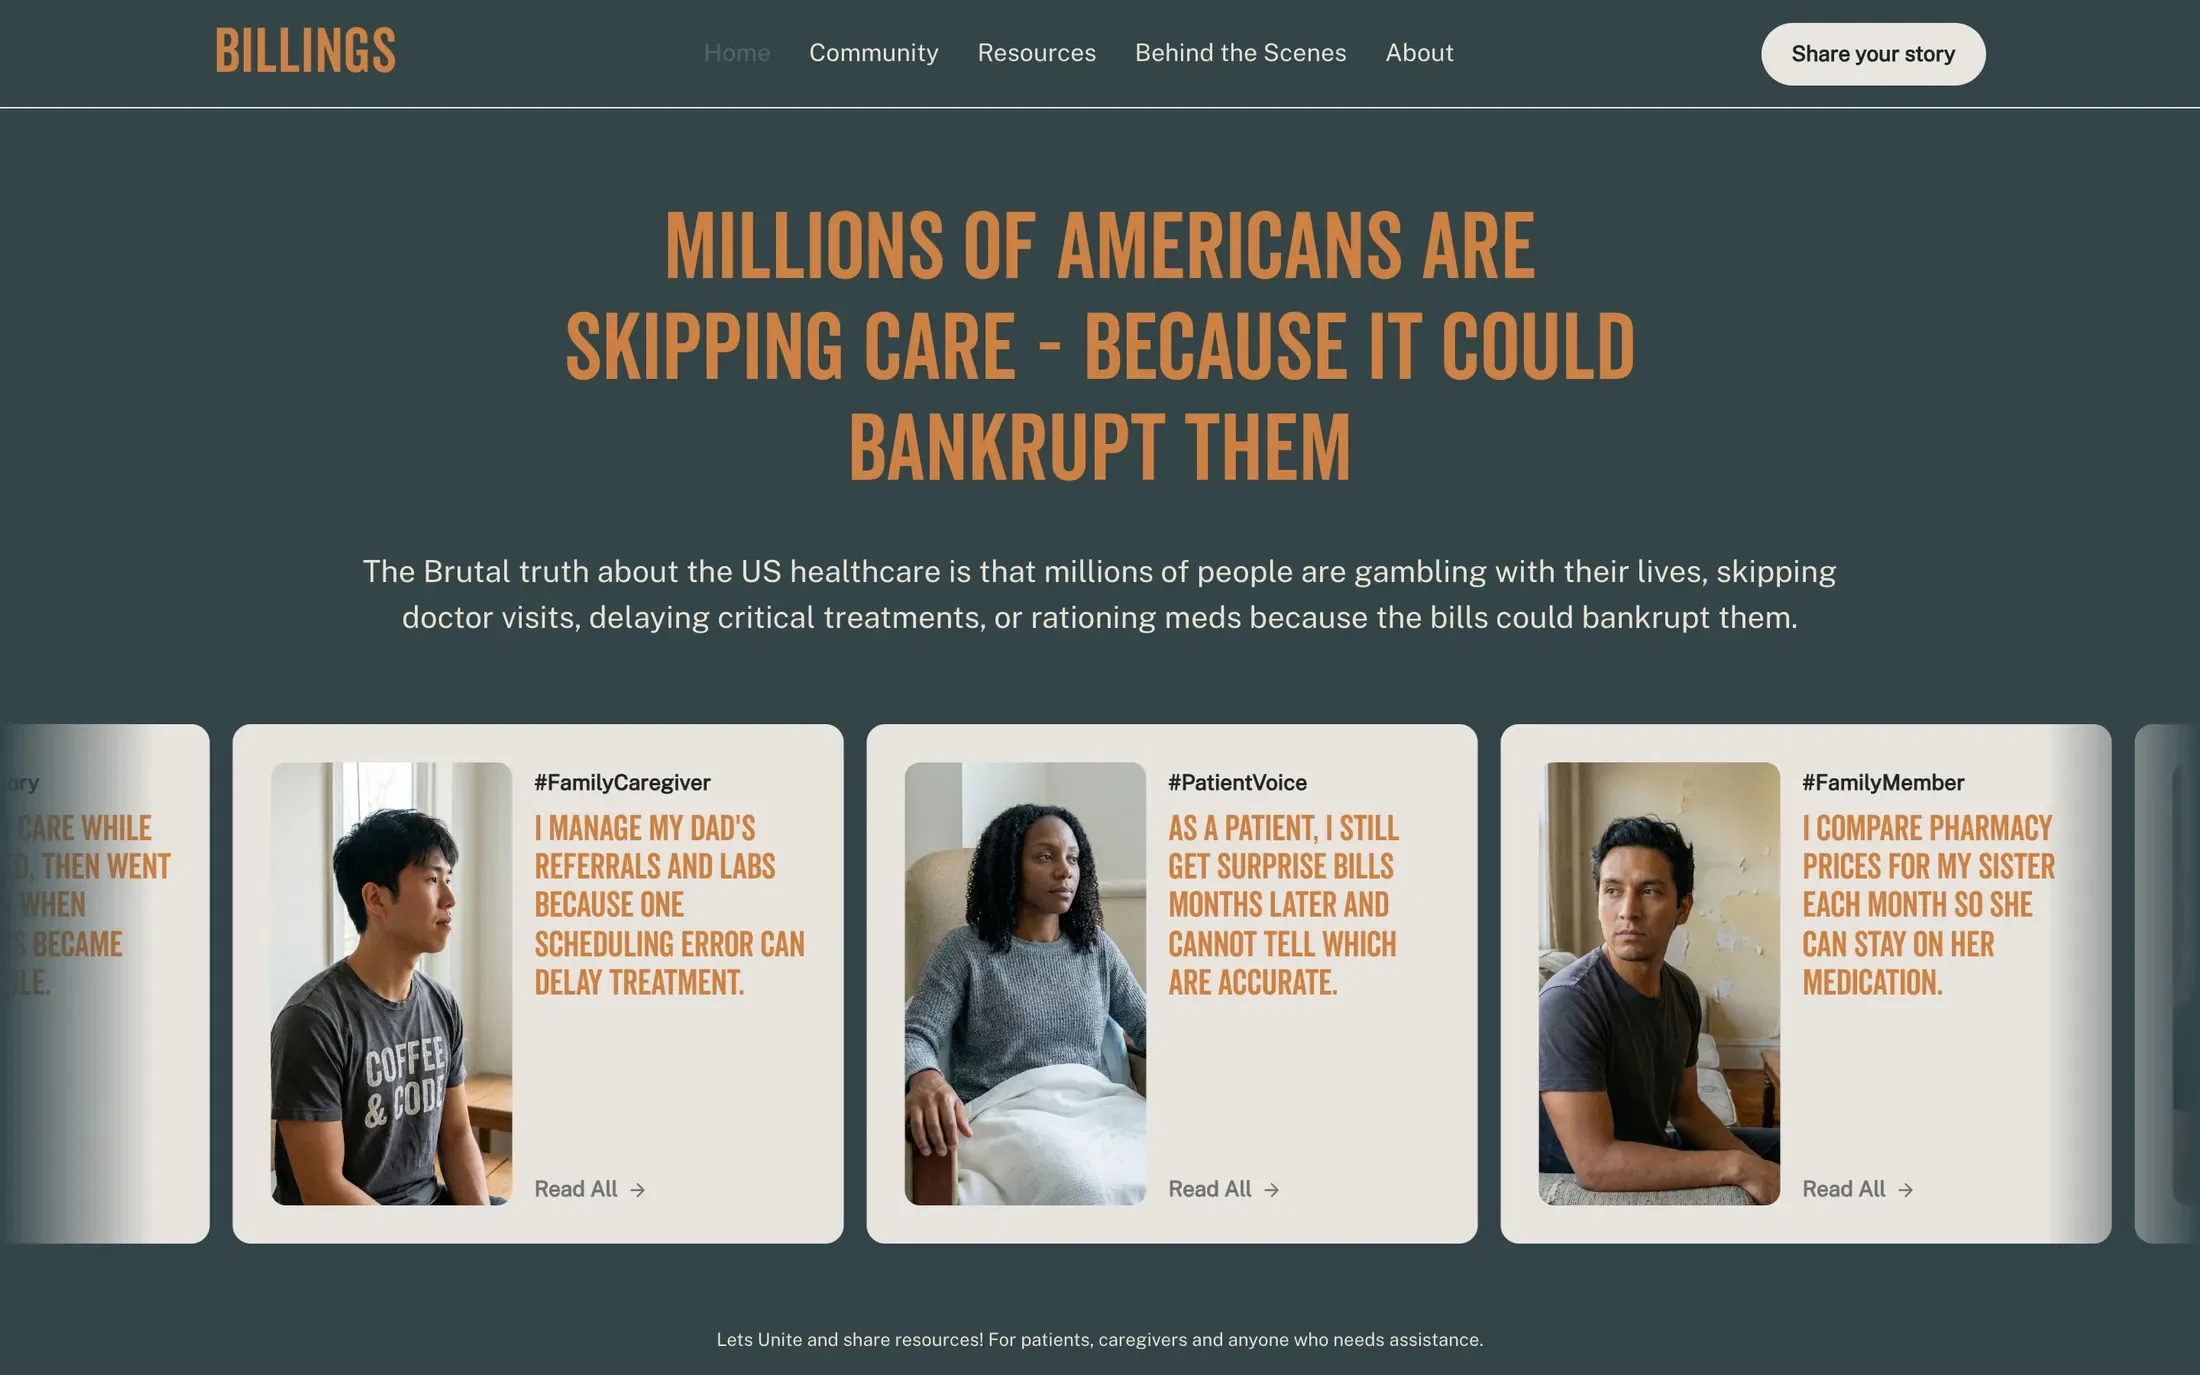 BILLINGS
Home
Community
Resources
Behind the Scenes
About
Share your story
MILLIONS OF AMERICANS ARE
SKIPPING CARE - BECAUSE IT COULD
BANKRUPT THEM
The Brutal truth about the US healthcare is that millions of people are gambling with their lives, skipping
doctor visits, delaying critical treatments, or rationing meds because the bills could bankrupt them.
CARE WHILE
THEN WENT
WHEN
BECAME
#FamilyCaregiver
I MANAGE MY DAD'S
REFERRALS AND LABS
BECAUSE ONE
SCHEDULING ERROR CAN
DELAY TREATMENT.
COFFEE
& CODE
Read All →
#PatientVoice
AS A PATIENT, I STILL
GET SURPRISE BILLS
MONTHS LATER AND
CANNOT TELL WHICH
ARE ACCURATE.
Read All →
#FamilyMember
I COMPARE PHARMACY
PRICES FOR MY SISTER
EACH MONTH SO SHE
CAN STAY ON HER
MEDICATION.
Read All →
Lets Unite and share resources! For patients, caregivers and anyone who needs assistance.